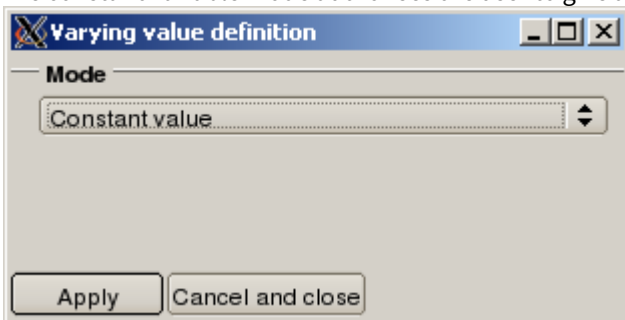 Varying value definition
Mode
Constant value
Apply Cancel and close